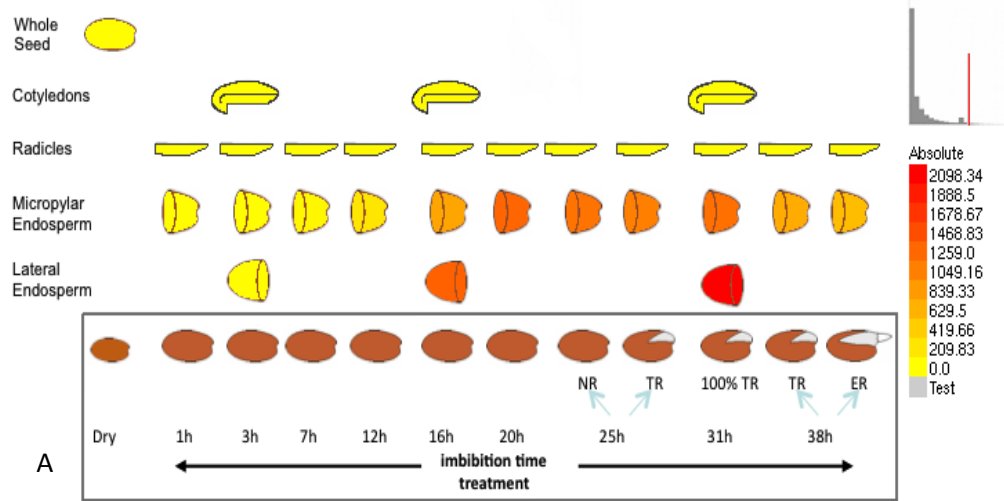 Whole
Seed
Cotyledons
Radicles
Micropylar
Endosperm
Lateral
Endosperm
NR TR 100% TR TR ER
Dry 1h 3h 7h 12h 16h 20h 25h 31h 38h
A
imbibition time
treatment
Absolute
2098.34
1888.5
1678.67
1468.83
1259.0
1049.16
839.33
629.5
419.66
209.83
0.0
Test